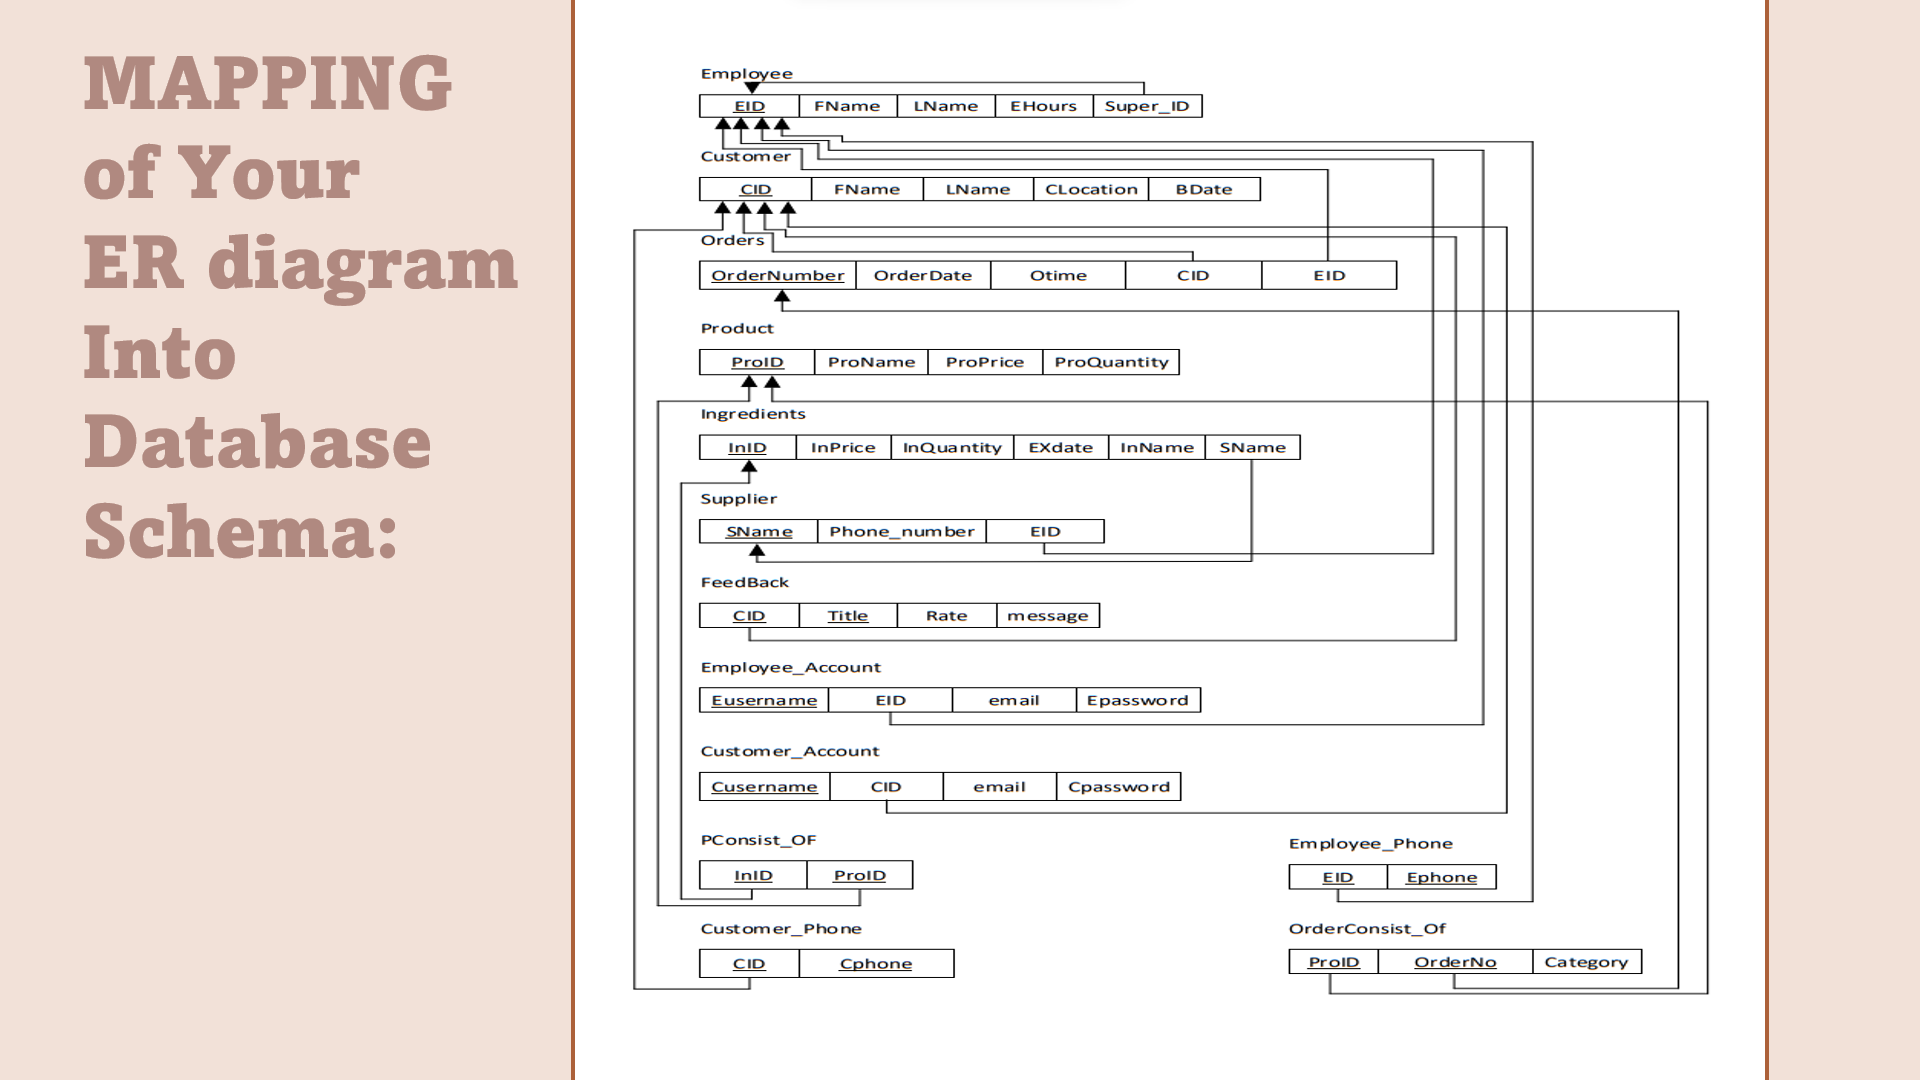 MAPPING
of Your
ER diagram
Into
Database
Schema:
Employee
EID FName LName EHours Super_ID
Customer
CID FName LName CLocation BDate
Orders
OrderNumber OrderDate Otime CID EID
Product
ProID ProName ProPrice ProQuantity
Ingredients
InID InPrice InQuantity EXdate InName SName
Supplier
SName Phone_number EID
FeedBack
CID Title Rate message
Employee_Account
Eusername EID email Epassword
Customer_Account
Cusername CID email Cpassword
PConsist_OF
InID ProID
Customer_Phone
CID Cphone
Employee_Phone
EID Ephone
OrderConsist_Of
ProID OrderNo Category